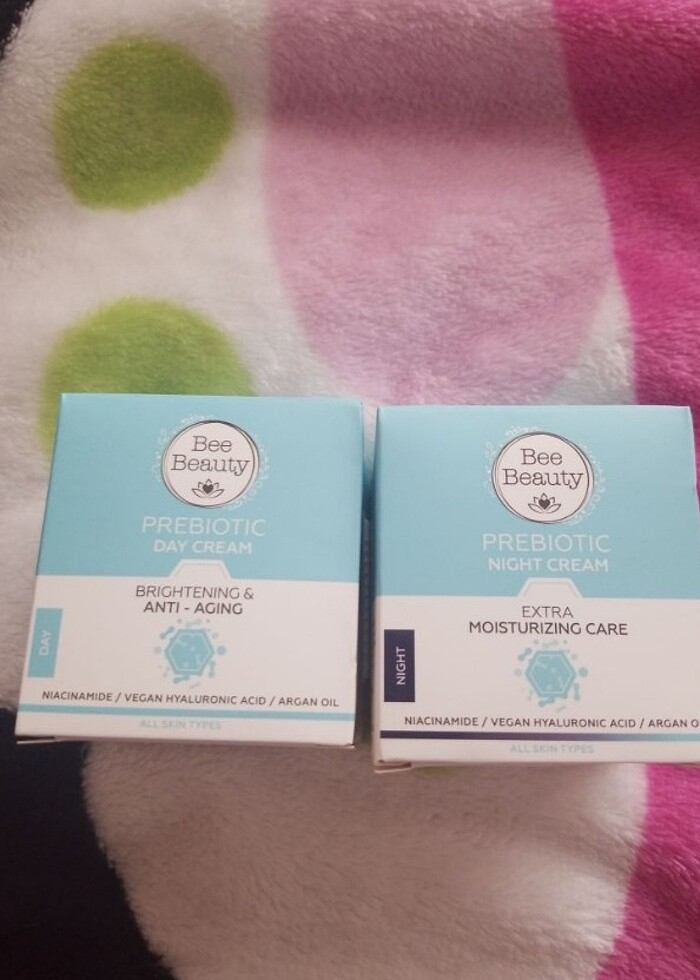 Bee
Beauty
PREBIOTIC
DAY CREAM
BRIGHTENING &
ANTI - AGING
DAY
NIACINAMIDE / VEGAN HYALURONIC ACID / ARGAN OIL
ALL SKIN TYPES
Bee
Beauty
PREBIOTIC
NIGHT CREAM
EXTRA
MOISTURIZING CARE
NIGHT
NIACINAMIDE / VEGAN HYALURONIC ACID / ARGAN O
ALL SKIN TYPES